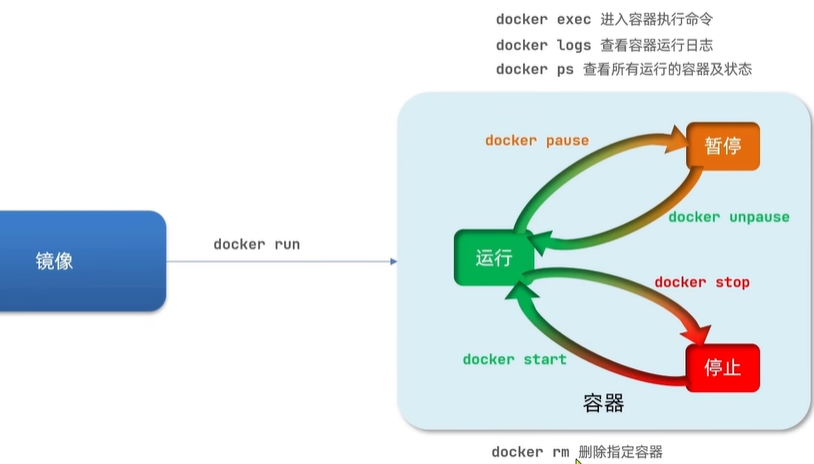 docker exec 进入容器执行命令
docker logs 查看容器运行日志
docker ps 查看所有运行的容器及状态
docker pause
暂停
docker unpause
镜像
docker run
运行
docker stop
docker start
停止
容器
docker rm 删除指定容器